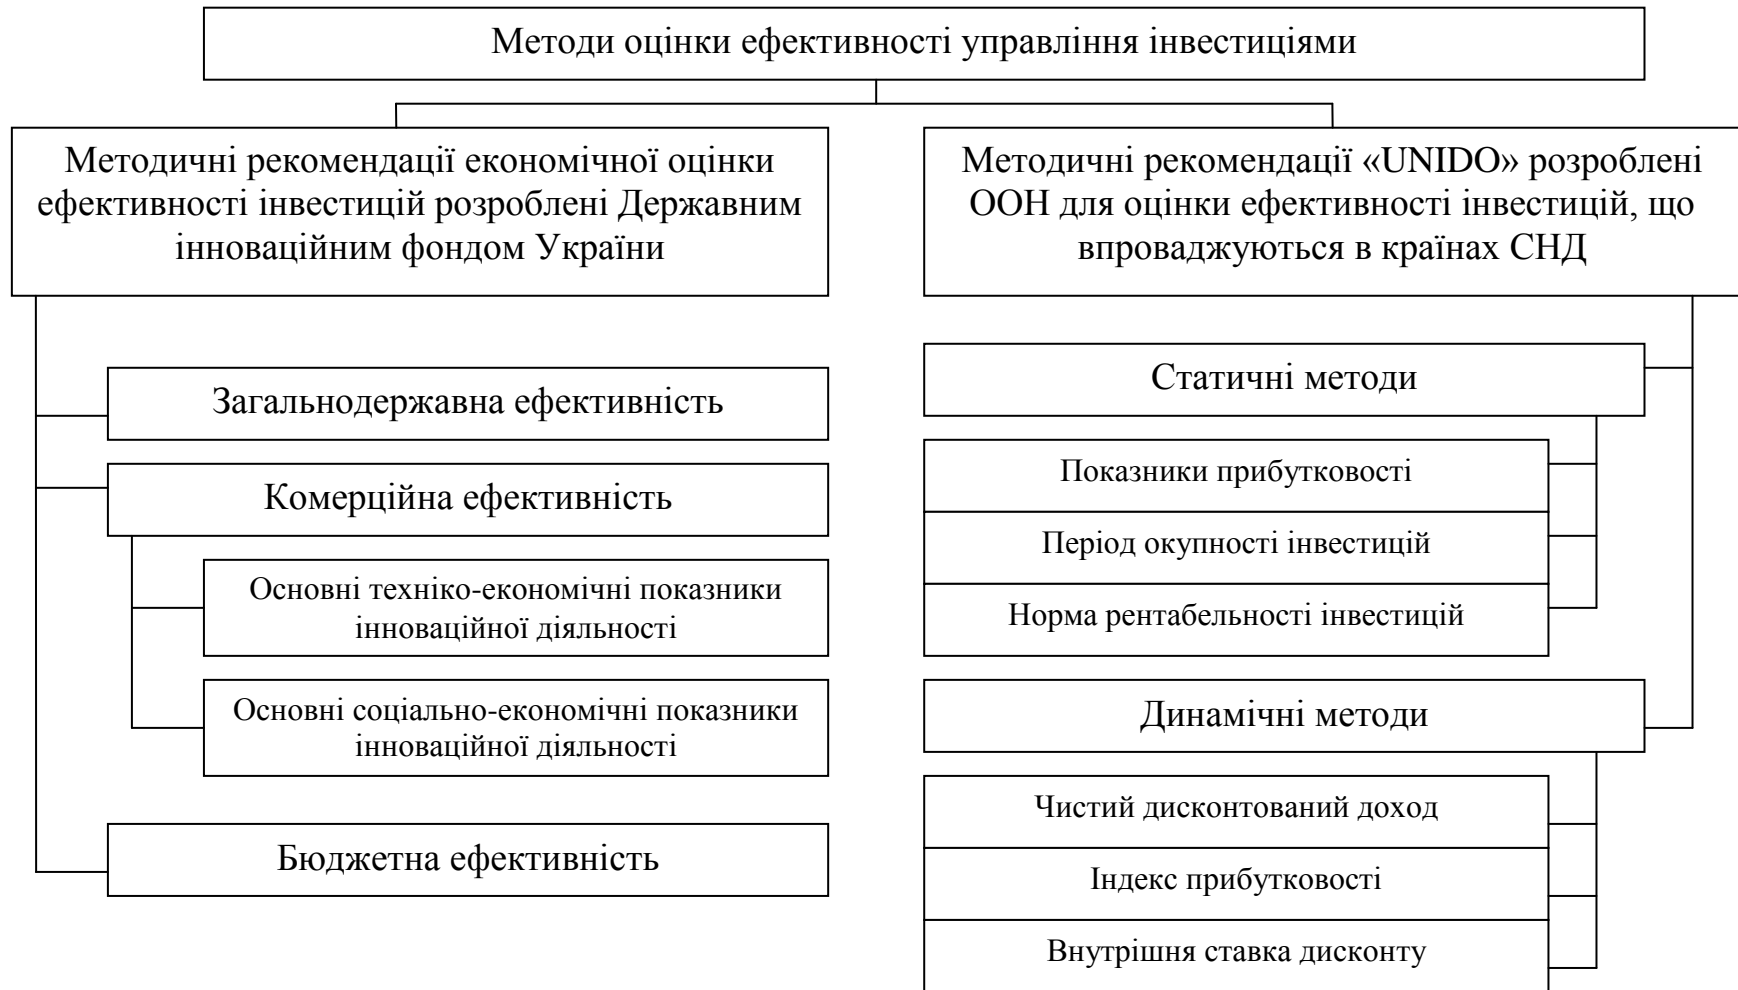 Методи оцінки ефективності управління інвестиціями
Методичні рекомендації економічної оцінки
ефективності інвестицій розроблені Державним
інноваційним фондом України
Загальнодержавна ефективність
Комерційна ефективність
Основні техніко-економічні показники
інноваційної діяльності
Основні соціально-економічні показники
інноваційної діяльності
Бюджетна ефективність
Методичні рекомендації «UNIDO» розроблені
ООН для оцінки ефективності інвестицій, що
впроваджуються в країнах СНД
Статичні методи
Показники прибутковості
Період окупності інвестицій
Норма рентабельності інвестицій
Динамічні методи
Чистий дисконтований доход
Індекс прибутковості
Внутрішня ставка дисконту